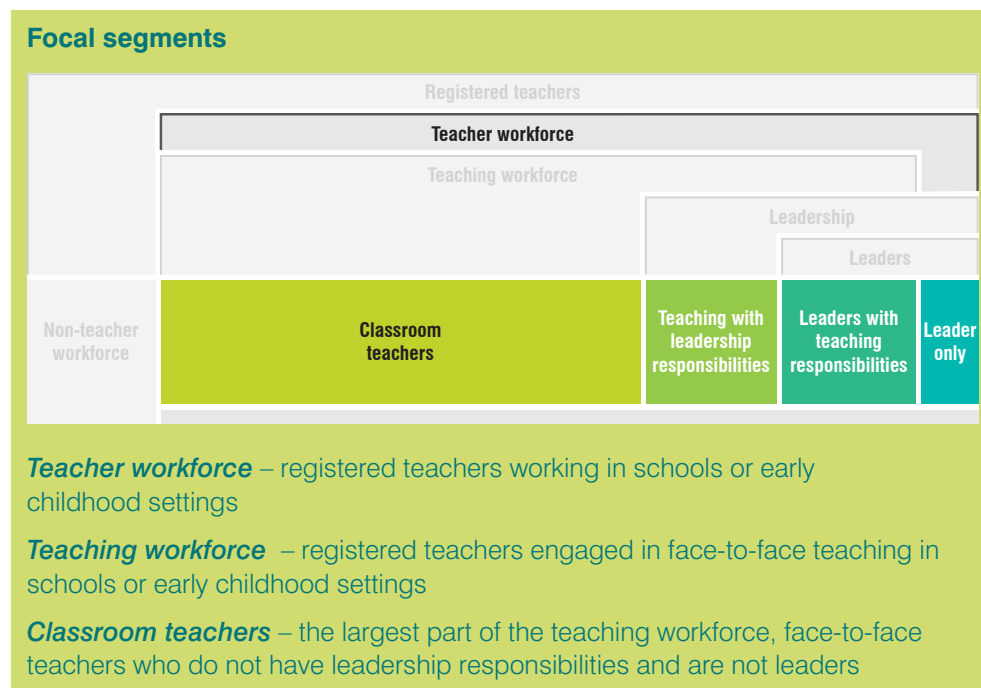 Focal segments
Registered teachers
Teacher workforce
Teaching workforce
Leadership
Leaders
Non-teacher
workforce
Classroom
teachers
Teaching with
leadership
responsibilities
Leaders with
teaching
responsibilities
Leader
only
Teacher workforce – registered teachers working in schools or early
childhood settings
Teaching workforce – registered teachers engaged in face-to-face teaching in
schools or early childhood settings
Classroom teachers – the largest part of the teaching workforce, face-to-face
teachers who do not have leadership responsibilities and are not leaders